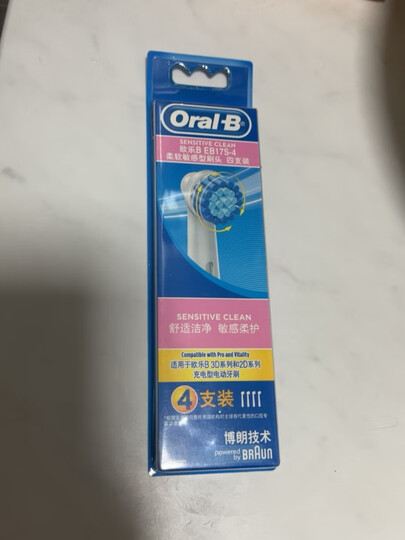 Oral-B
SENSITIVE CLEAN
欧乐B EB17S-4
柔软敏感型刷头 四支装
SENSITIVE CLEAN
舒适洁净 敏感柔护
Compatible with Pro and Vitality
适用于欧乐B 3D系列和2D系列
充电型电动牙刷
4支装
博朗技术
powered by BRAUN